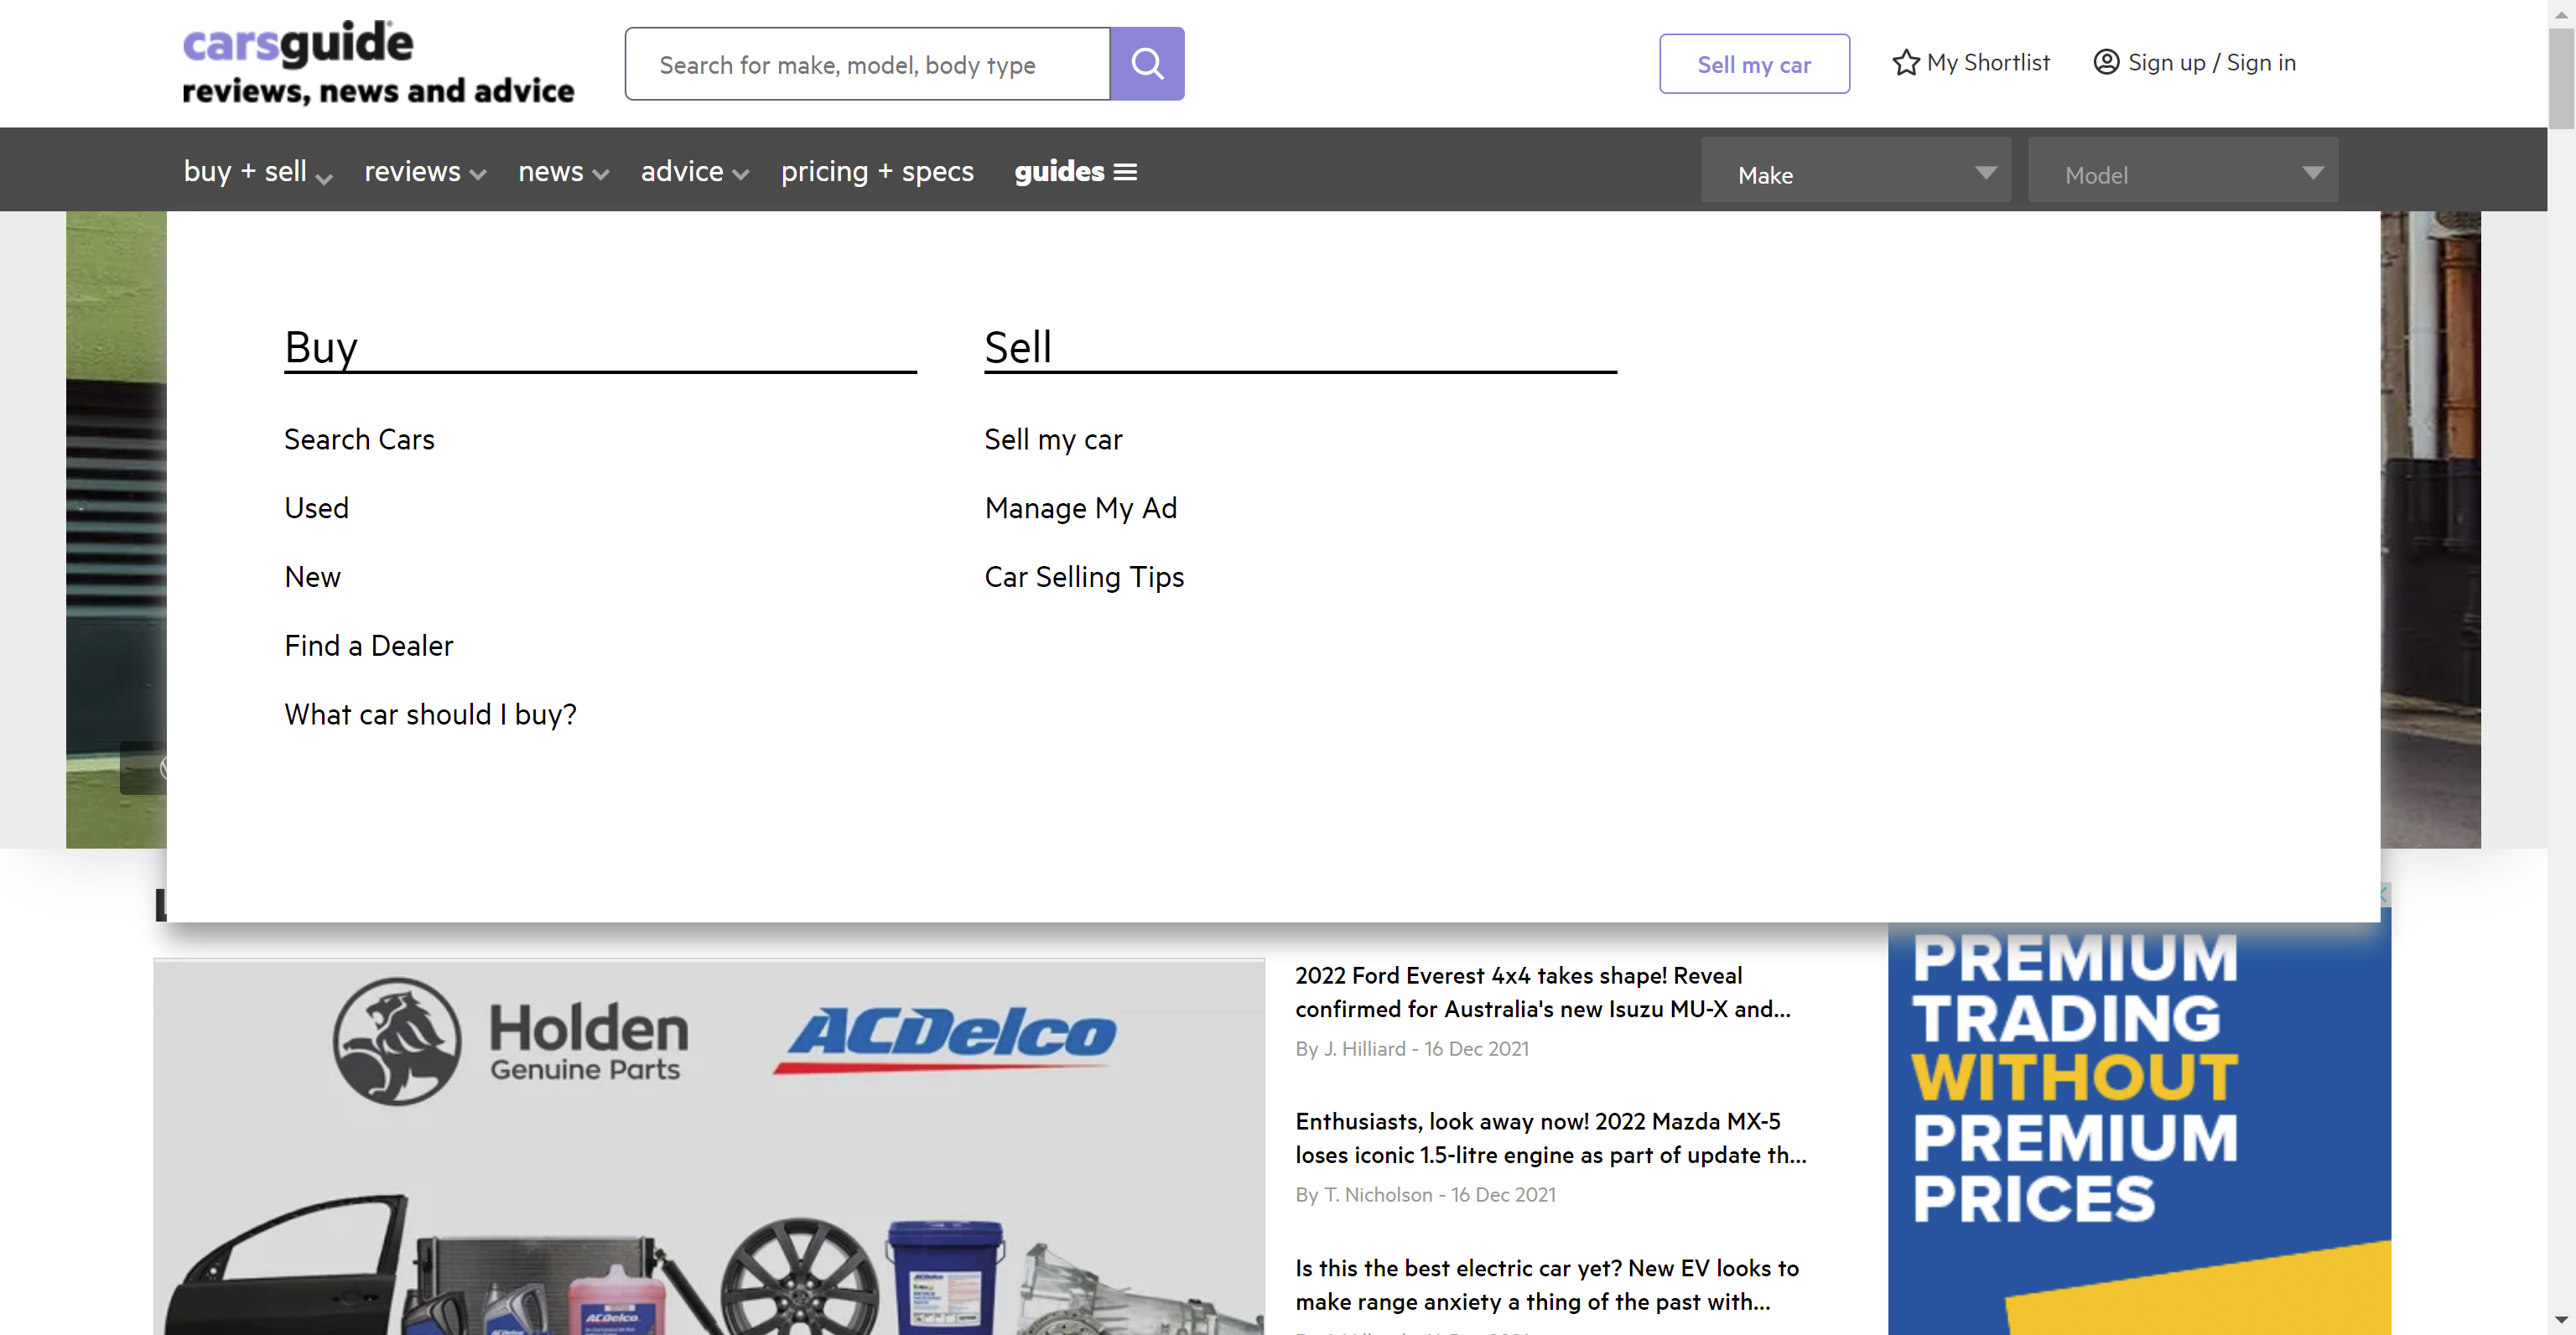 carsguide
reviews, news and advice
Search for make, model, body type
Sell my car
My Shortlist
Sign up / Sign in
buy + sell
reviews
news
advice
pricing + specs
guides
Make
Model
Buy
Search Cars
Used
New
Find a Dealer
What car should I buy?
Sell
Sell my car
Manage My Ad
Car Selling Tips
Holden
Genuine Parts
ACDelco
ACDelco
ACDelco
2022 Ford Everest 4x4 takes shape! Reveal
confirmed for Australia's new Isuzu MU-X and...
By J. Hilliard - 16 Dec 2021
Enthusiasts, look away now! 2022 Mazda MX-5
loses iconic 1.5-litre engine as part of update th...
By T. Nicholson - 16 Dec 2021
Is this the best electric car yet? New EV looks to
make range anxiety a thing of the past with...
PREMIUM
TRADING
WITHOUT
PREMIUM
PRICES